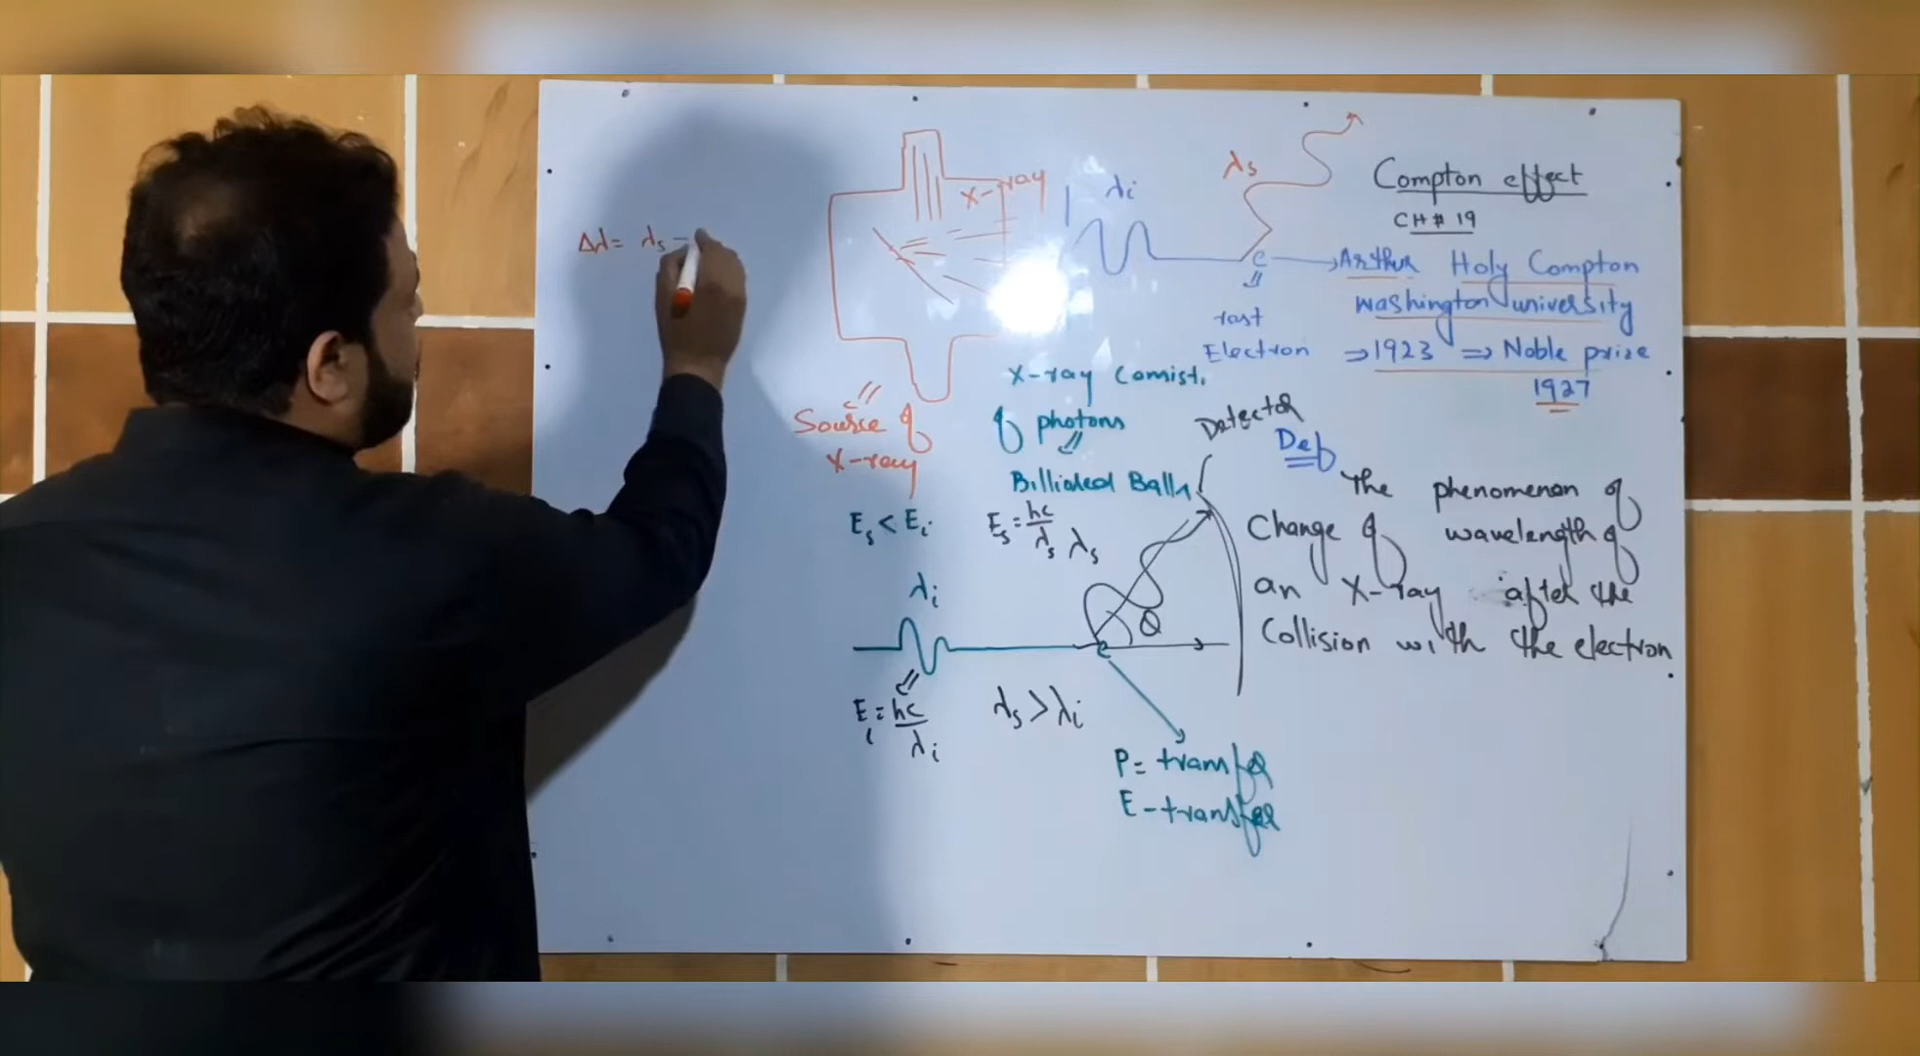 Δλ = λs -
x-ray
Source of
x-ray
λi
λs
e
rast
Electron
Compton effect
CH # 19
Arthur Holy Compton
Washington university
⇒ 1923 ⇒ Noble prize
1927
X-ray Comist.
of photons
Billided Balls
Es < Ei
Es = hc/λs
λs
Detector
Def
The phenomenon of
Change of wavelength of
an X-ray after the
Collision with the electron
λi
θ
e
Ei = hc/λi
λs > λi
P = transfer
E - transfer